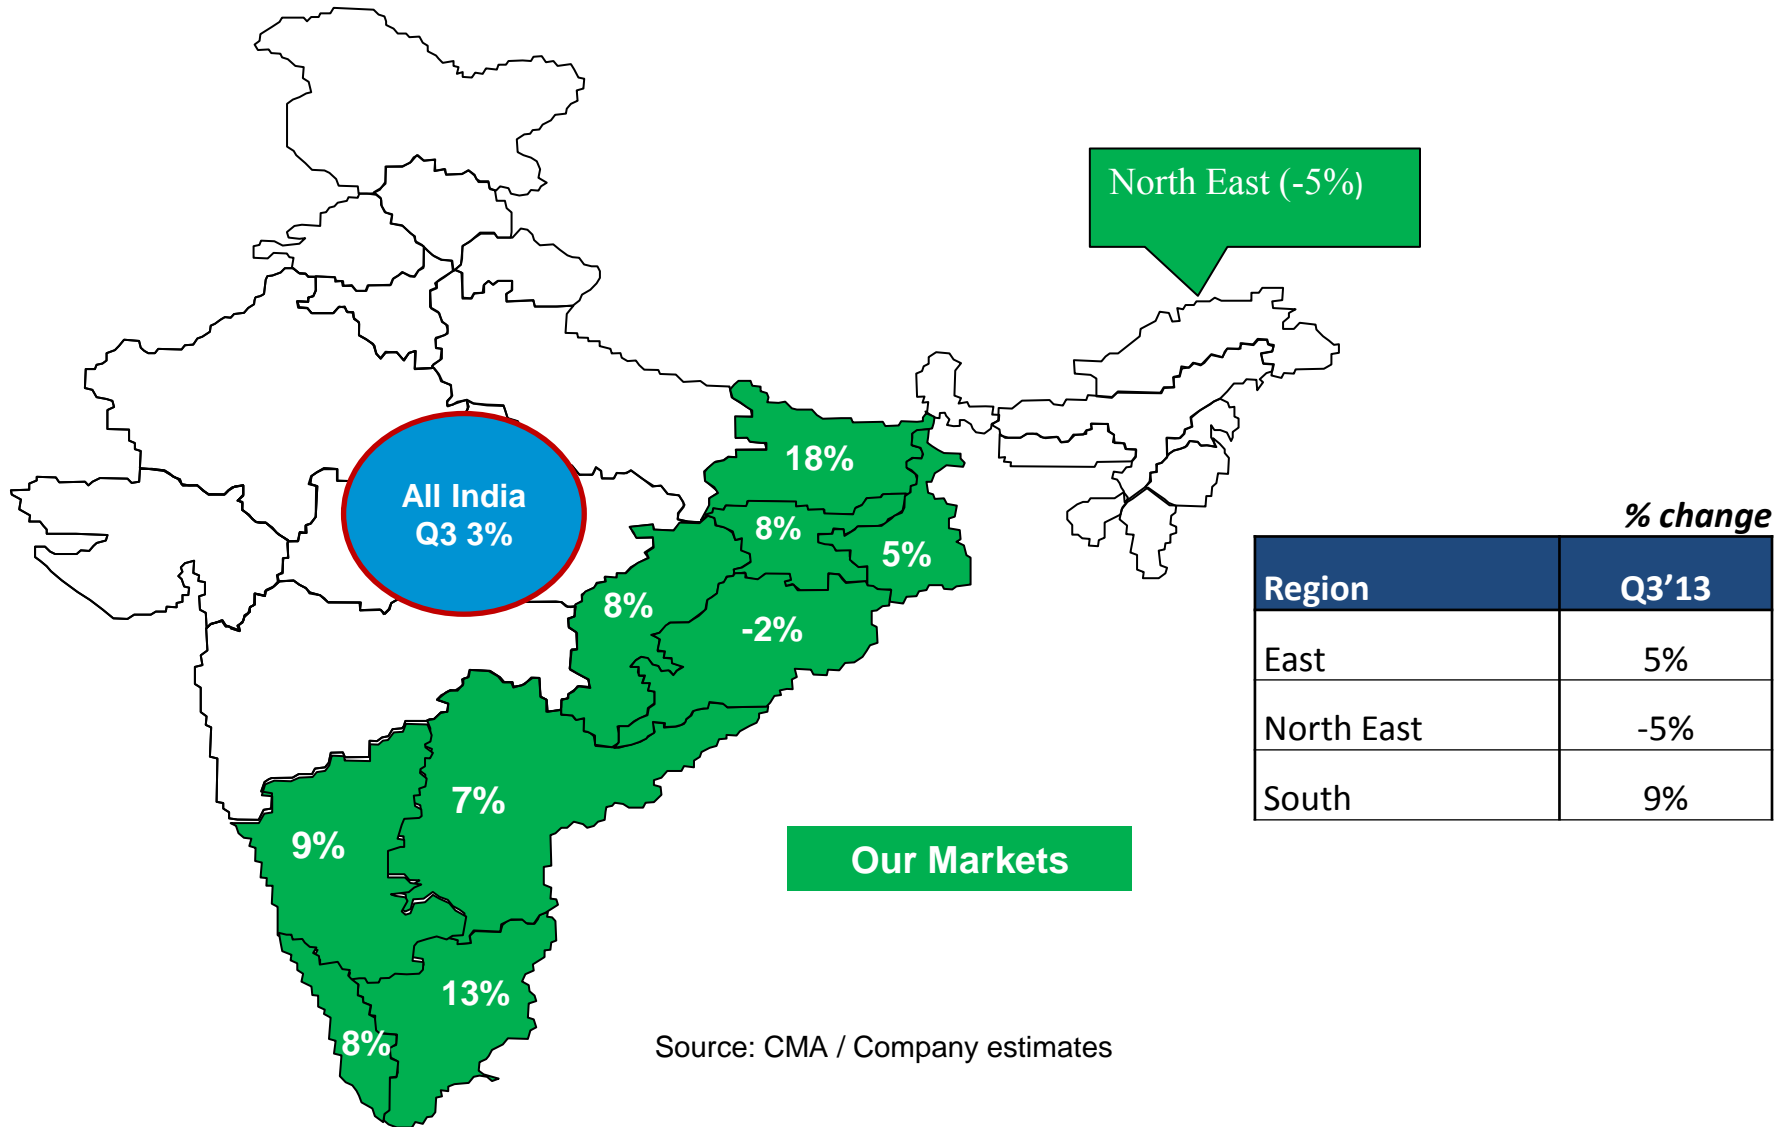 North East (-5%)
18%
All India
Q3 3%
8%
5%
8%
-2%
7%
9%
13%
8%
Our Markets
Source: CMA / Company estimates
% change
Region Q3’13
East 5%
North East -5%
South 9%